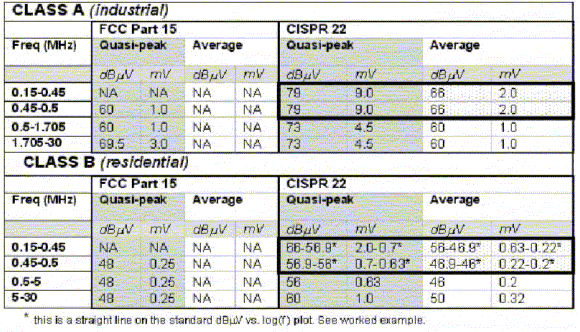 CLASS A (industrial)
FCC Part 15 CISPR 22
Freq (MHz) Quasi-peak Average Quasi-peak Average
dBµV mV dBµV mV dBµV mV dBµV mV
0.15-0.45 NA NA NA NA 79 9.0 66 2.0
0.45-0.5 60 1.0 NA NA 79 9.0 66 2.0
0.5-1.705 60 1.0 NA NA 73 4.5 60 1.0
1.705-30 69.5 3.0 NA NA 73 4.5 60 1.0
CLASS B (residential)
FCC Part 15 CISPR 22
Freq (MHz) Quasi-peak Average Quasi-peak Average
dBµV mV dBµV mV dBµV mV dBµV mV
0.15-0.45 NA NA NA NA 66-56.9* 2.0-0.7* 56-46.9* 0.63-0.22*
0.45-0.5 48 0.25 NA NA 56.9-56* 0.7-0.63* 46.9-46* 0.22-0.2*
0.5-5 48 0.25 NA NA 56 0.63 46 0.2
5-30 48 0.25 NA NA 60 1.0 50 0.32
* this is a straight line on the standard dBµV vs. log(f) plot. See worked example.